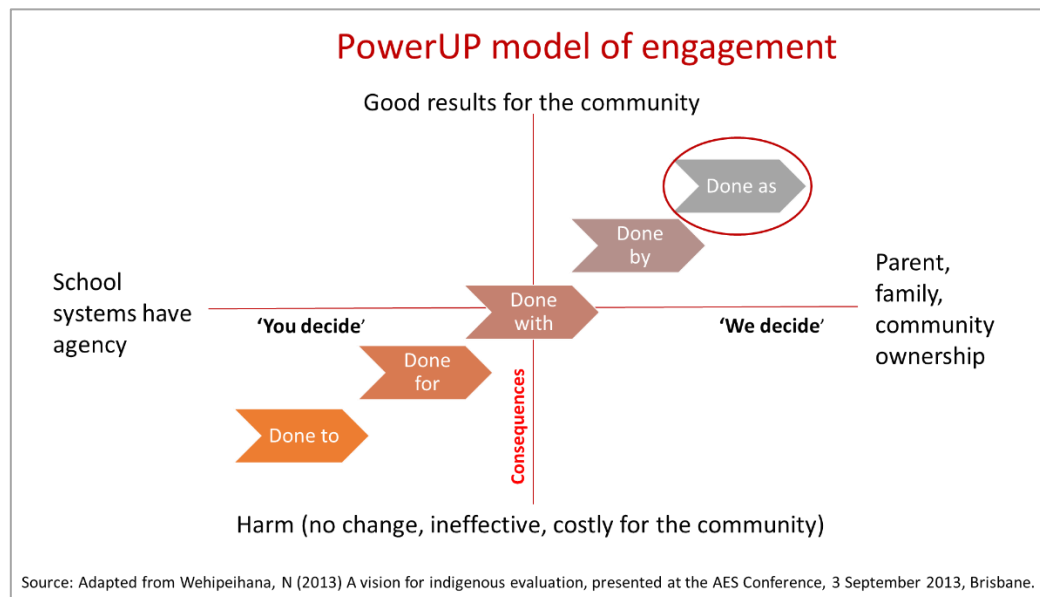 PowerUP model of engagement
Good results for the community
Done as
Done
by
School
systems have
agency
Done
with
Parent,
family,
community
ownership
‘You decide’
‘We decide’
Done
for
Consequences
Done to
Harm (no change, ineffective, costly for the community)
Source: Adapted from Wehipeihana, N (2013) A vision for indigenous evaluation, presented at the AES Conference, 3 September 2013, Brisbane.